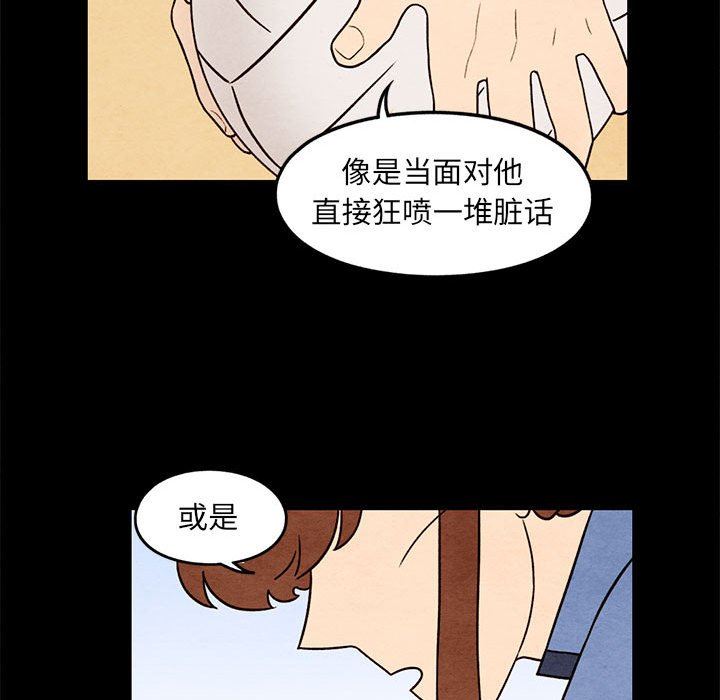 像是当面对他
直接狂喷一堆脏话
或是